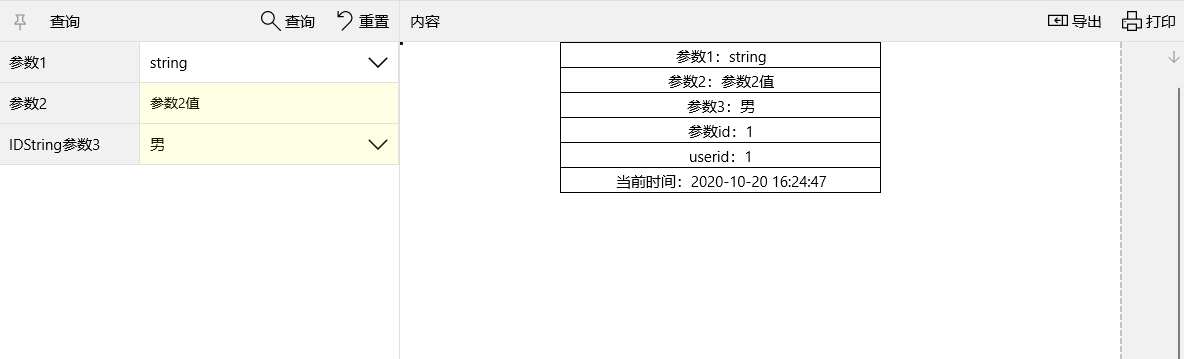 查询 查询 重置 内容 导出 打印
参数1 string
参数2 参数2值
IDString参数3 男
参数1：string
参数2：参数2值
参数3：男
参数id：1
userid：1
当前时间：2020-10-20 16:24:47